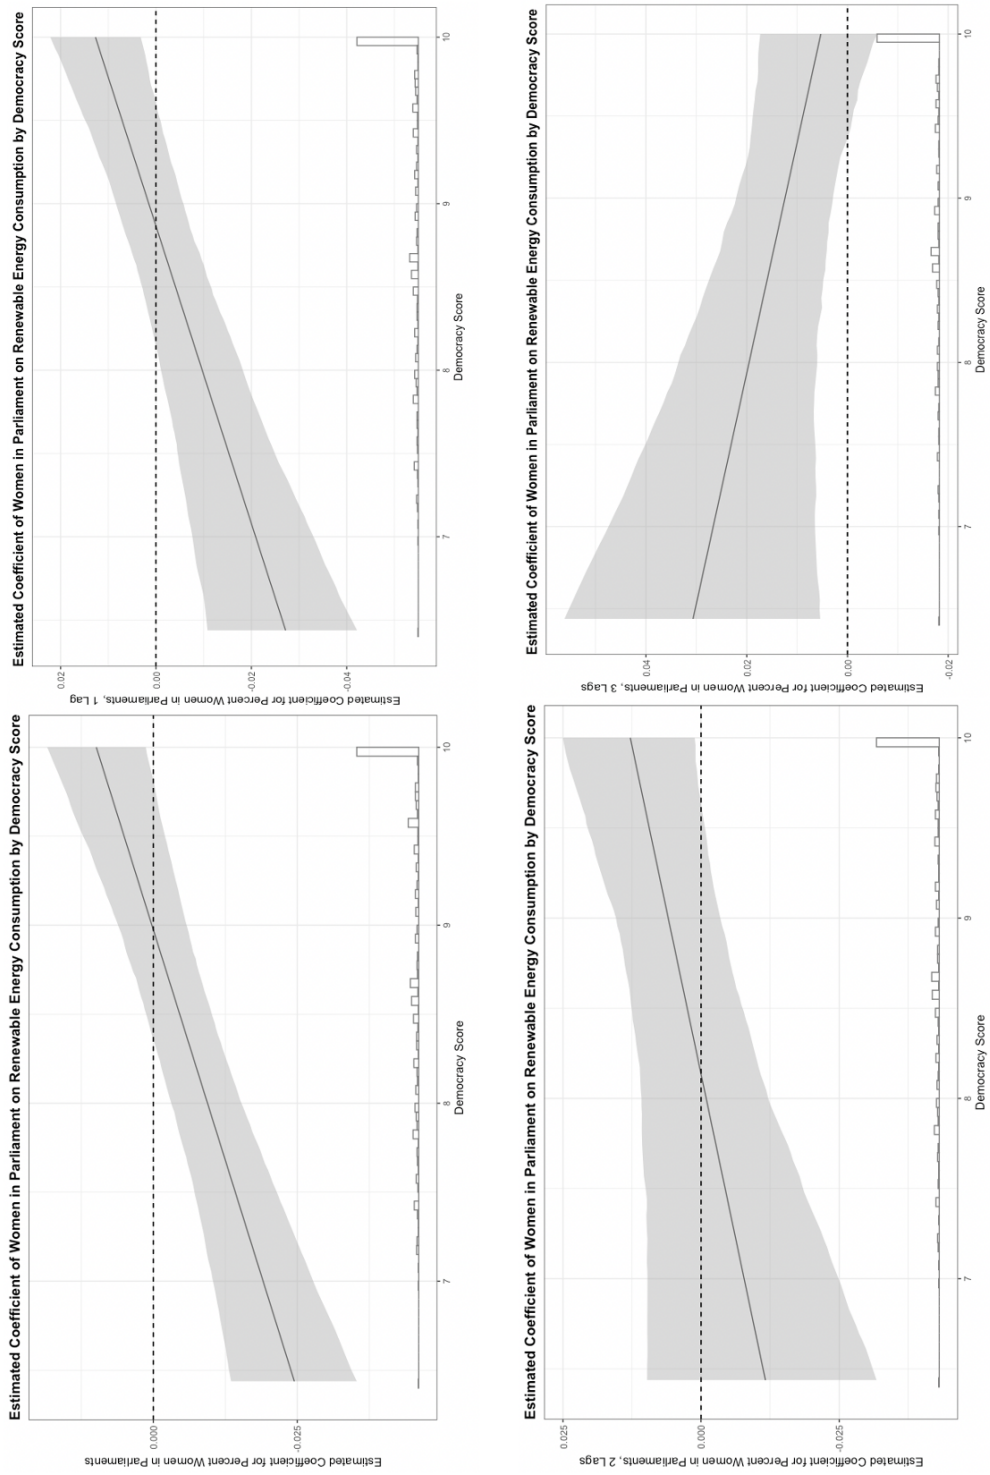 Estimated Coefficient of Women in Parliament on Renewable Energy Consumption by Democracy Score
Estimated Coefficient for Percent Women in Parliaments
0.000
-0.025
7
8
9
10
Democracy Score
Estimated Coefficient of Women in Parliament on Renewable Energy Consumption by Democracy Score
Estimated Coefficient for Percent Women in Parliaments, 1 Lag
0.02
0.00
-0.02
-0.04
7
8
9
10
Democracy Score
Estimated Coefficient of Women in Parliament on Renewable Energy Consumption by Democracy Score
Estimated Coefficient for Percent Women in Parliaments, 2 Lags
0.025
0.000
-0.025
7
8
9
10
Democracy Score
Estimated Coefficient of Women in Parliament on Renewable Energy Consumption by Democracy Score
Estimated Coefficient for Percent Women in Parliaments, 3 Lags
0.04
0.02
0.00
-0.02
7
8
9
10
Democracy Score